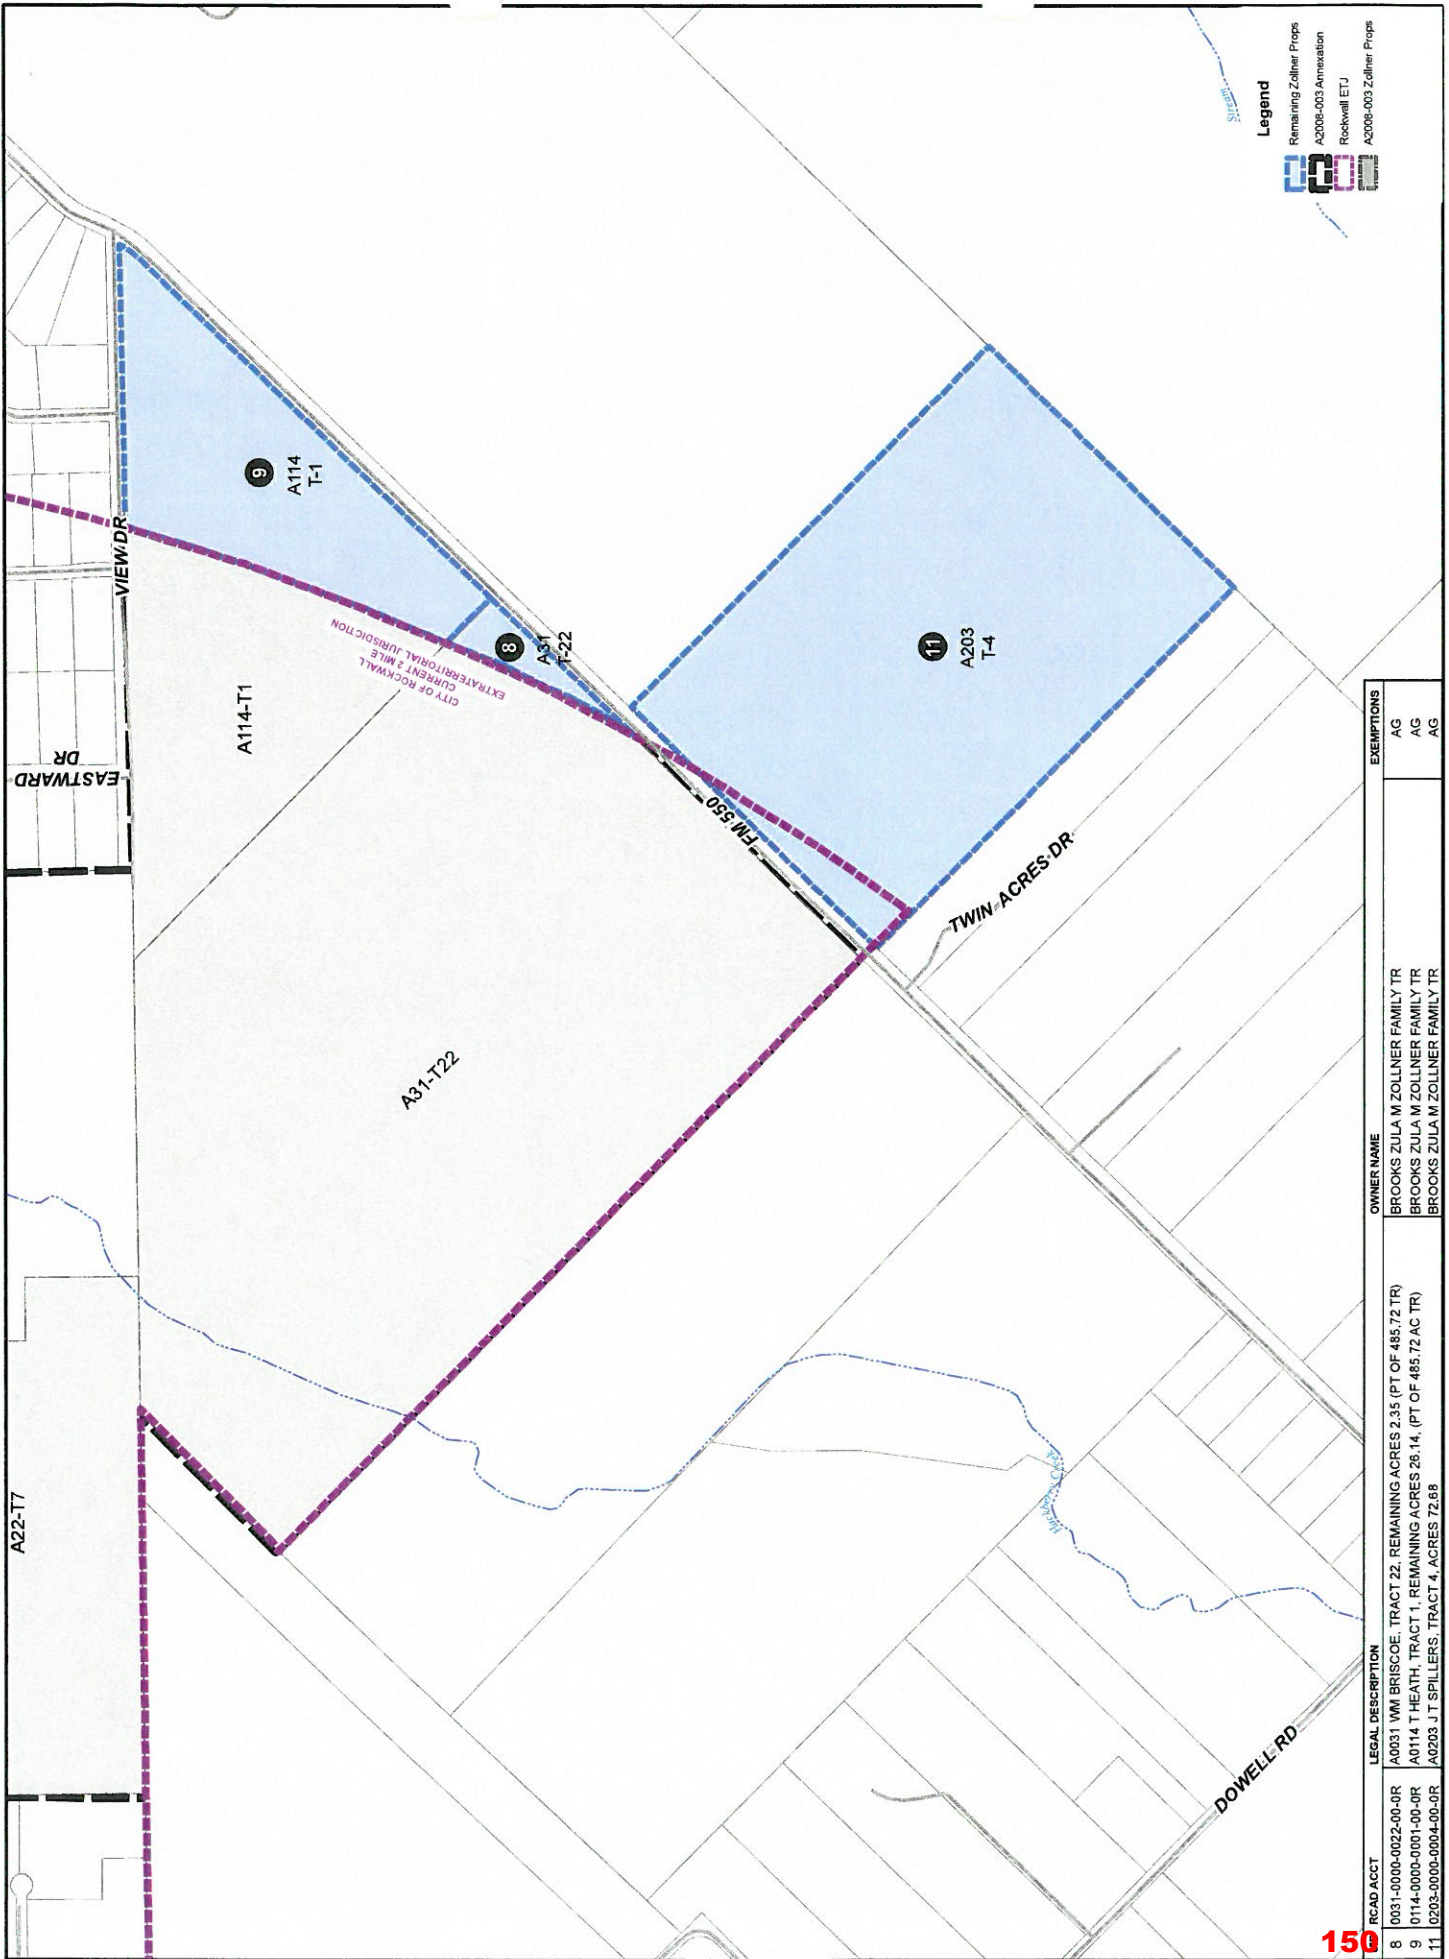 A22-T7
EASTWARD
DR
VIEW DR
A114-T1
9
A114
T-1
CITY OF ROCKWALL
CURRENT 2 MILE
EXTRATERRITORIAL JURISDICTION
8
A31
T-22
A31-T22
FM 550
11
A203
T-4
TWIN ACRES DR
Hackberry Creek
DOWELL RD
Stream
Legend
Remaining Zollner Props
A2008-003 Annexation
Rockwall ETJ
A2008-003 Zollner Props
RCAD ACCT LEGAL DESCRIPTION OWNER NAME EXEMPTIONS
8 0031-0000-0022-00-0R A0031 WM BRISCOE, TRACT 22, REMAINING ACRES 2.35 (PT OF 485.72 TR) BROOKS ZULA M ZOLLNER FAMILY TR AG
9 0114-0000-0001-00-0R A0114 T HEATH, TRACT 1, REMAINING ACRES 26.14, (PT OF 485.72 AC TR) BROOKS ZULA M ZOLLNER FAMILY TR AG
11 0203-0000-0004-00-0R A0203 J T SPILLERS, TRACT 4, ACRES 72.68 BROOKS ZULA M ZOLLNER FAMILY TR AG
150